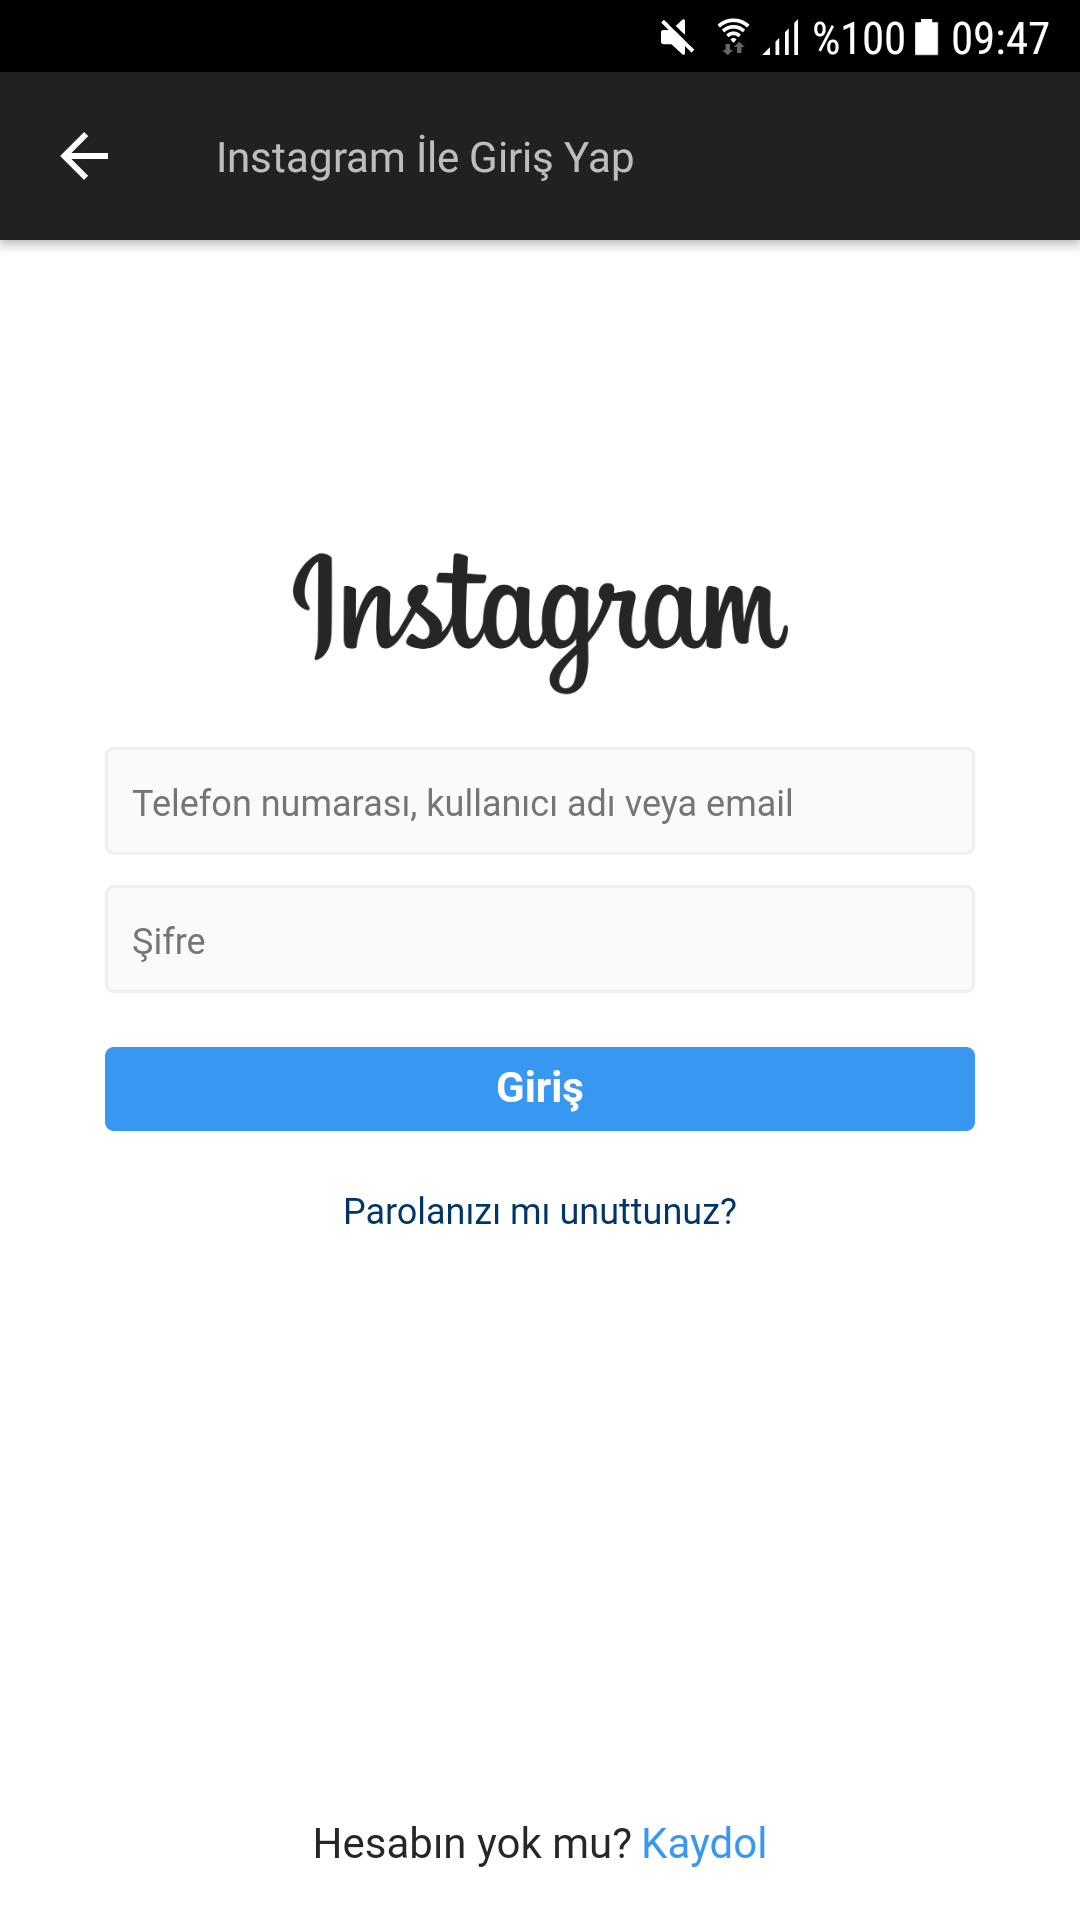 %100 09:47
Instagram İle Giriş Yap
Instagram
Telefon numarası, kullanıcı adı veya email
Şifre
Giriş
Parolanızı mı unuttunuz?
Hesabın yok mu? Kaydol